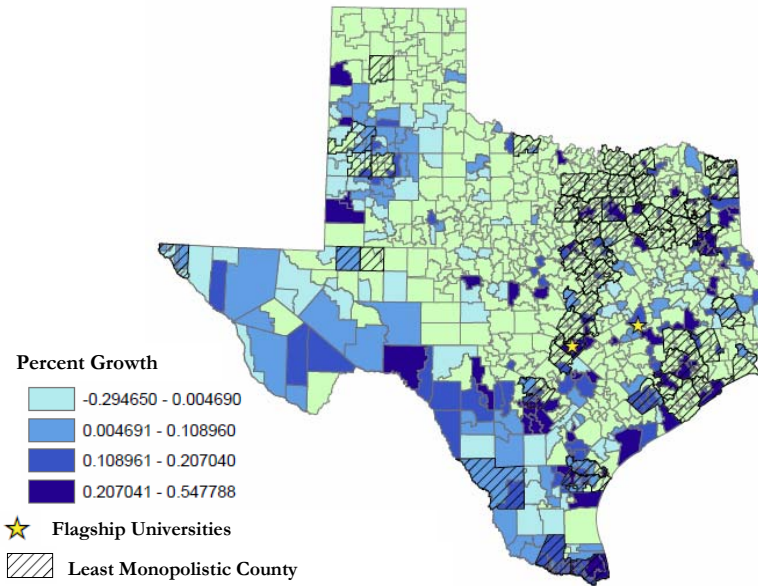 Percent Growth
-0.294650 - 0.004690
0.004691 - 0.108960
0.108961 - 0.207040
0.207041 - 0.547788
Flagship Universities
Least Monopolistic County